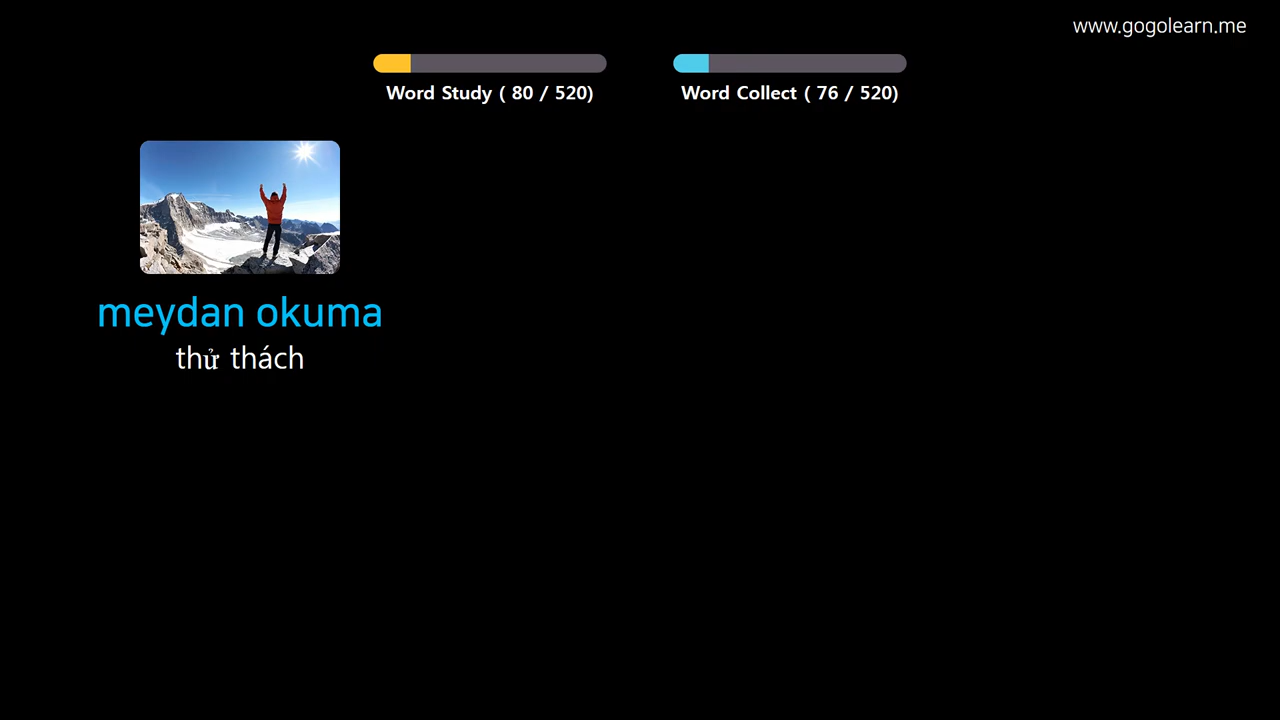 www.gogolearn.me
Word Study ( 80 / 520)
Word Collect ( 76 / 520)
meydan okuma
thử thách